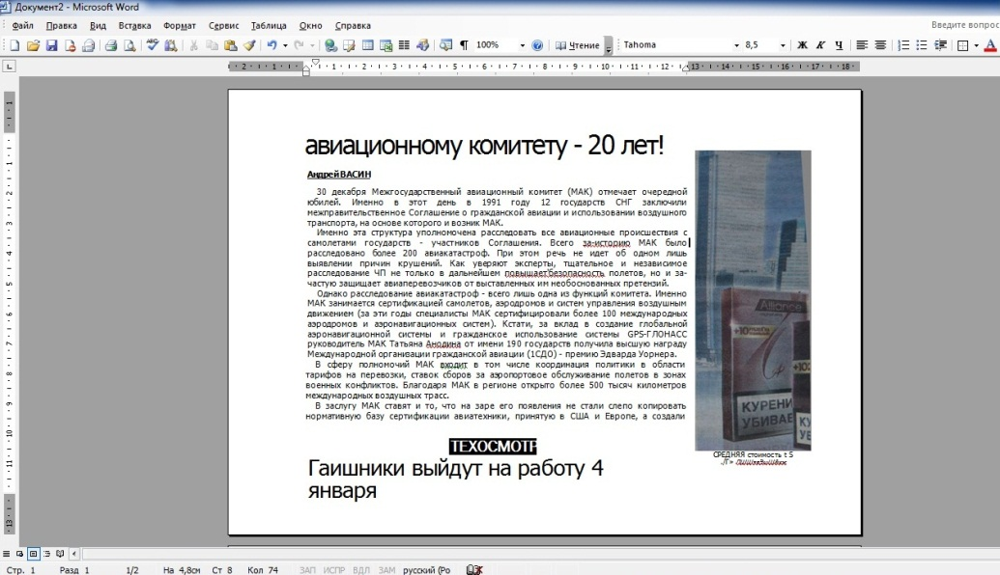 Документ2 - Microsoft Word
Файл Правка Вид Вставка Формат Сервис Таблица Окно Справка
Введите вопрос
100% Чтение Tahoma 8,5 Ж К Ч
авиационному комитету - 20 лет!
Андрей ВАСИН
30 декабря Межгосударственный авиационный комитет (МАК) отмечает очередной
юбилей. Именно в этот день в 1991 году 12 государств СНГ заключили
межправительственное Соглашение о гражданской авиации и использовании воздушного
транспорта, на основе которого и возник МАК.
Именно эта структура уполномочена расследовать все авиационные происшествия с
самолетами государств - участников Соглашения. Всего за-историю МАК было
расследовано более 200 авиакатастроф. При этом речь не идет об одном лишь
выявлении причин крушений. Как уверяют эксперты, тщательное и независимое
расследование ЧП не только в дальнейшем повышает'безопасность полетов, но и за-
частую защищает авиаперевозчиков от выставленных им необоснованных претензий.
Однако расследование авиакатастроф - всего лишь одна из функций комитета. Именно
МАК занимается сертификацией самолетов, аэродромов и систем управления воздушным
движением (за эти годы специалисты МАК сертифицировали более 100 международных
аэродромов и аэронавигационных систем). Кстати, за вклад в создание глобальной
аэронавигационной системы и гражданское использование системы GPS-ГЛОНАСС
руководитель МАК Татьяна Анодина от имени 190 государств получила высшую награду
Международной организации гражданской авиации (1СДО) - премию Эдварда Уорнера.
В сферу полномочий МАК входит в том числе координация политики в области
тарифов на перевозки, ставок сборов за аэропортовое обслуживание полетов в зонах
военных конфликтов. Благодаря МАК в регионе открыто более 500 тысяч километров
международных воздушных трасс.
В заслугу МАК ставят и то, что на заре его появления не стали слепо копировать
нормативную базу сертификации авиатехники, принятую в США и Европе, а создали
Alliance
+10
КУРЕНИ
УБИВАЕ
+10
КУ
УБ
СРЕДНЯЯ стоимость t 5
ТЕХОСМОТР
Гаишники выйдут на работу 4
января
Стр. 1 Разд 1 1/2 На 4,8см Ст 8 Кол 74 ЗАП ИСПР ВДЛ ЗАМ русский (Ро